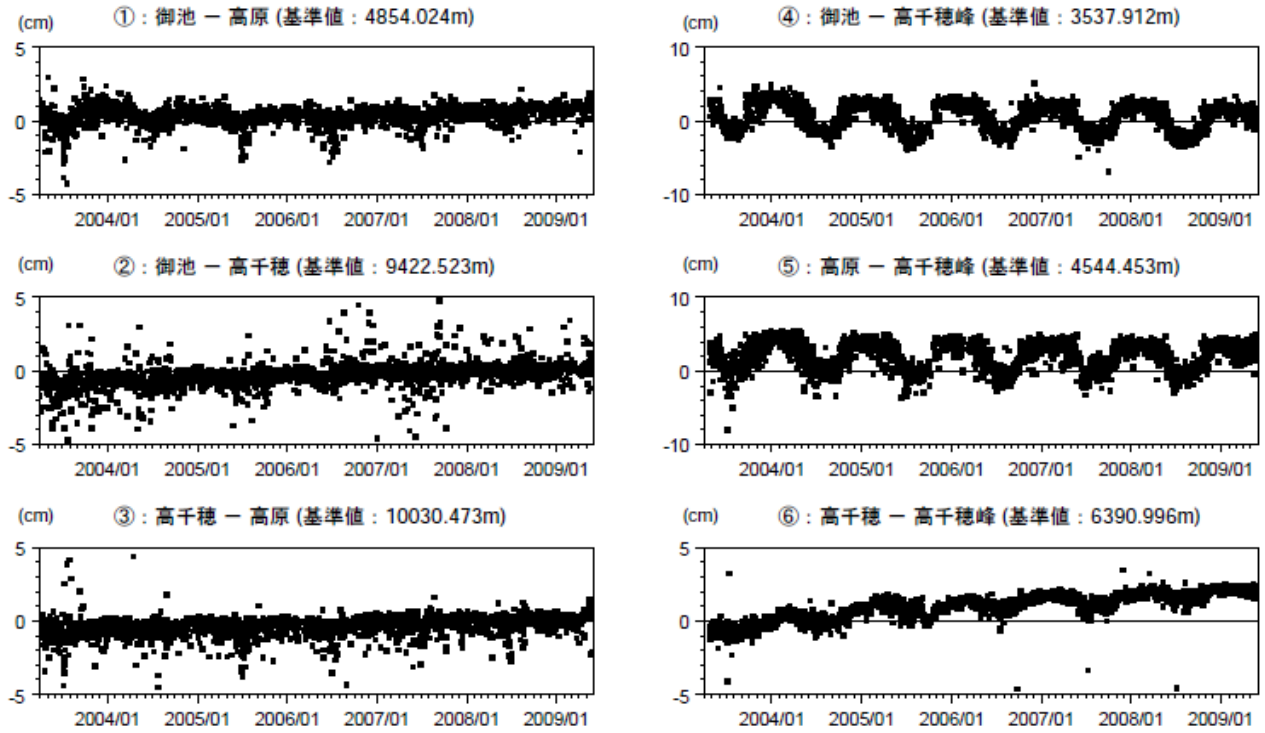 (cm) ①:御池 ー 高原 (基準値:4854.024m)
5
0
-5
2004/01 2005/01 2006/01 2007/01 2008/01 2009/01
(cm) ②:御池 ー 高千穂 (基準値:9422.523m)
5
0
-5
2004/01 2005/01 2006/01 2007/01 2008/01 2009/01
(cm) ③:高千穂 ー 高原 (基準値:10030.473m)
5
0
-5
2004/01 2005/01 2006/01 2007/01 2008/01 2009/01
(cm) ④:御池 ー 高千穂峰 (基準値:3537.912m)
10
0
-10
2004/01 2005/01 2006/01 2007/01 2008/01 2009/01
(cm) ⑤:高原 ー 高千穂峰 (基準値:4544.453m)
10
0
-10
2004/01 2005/01 2006/01 2007/01 2008/01 2009/01
(cm) ⑥:高千穂 ー 高千穂峰 (基準値:6390.996m)
5
0
-5
2004/01 2005/01 2006/01 2007/01 2008/01 2009/01